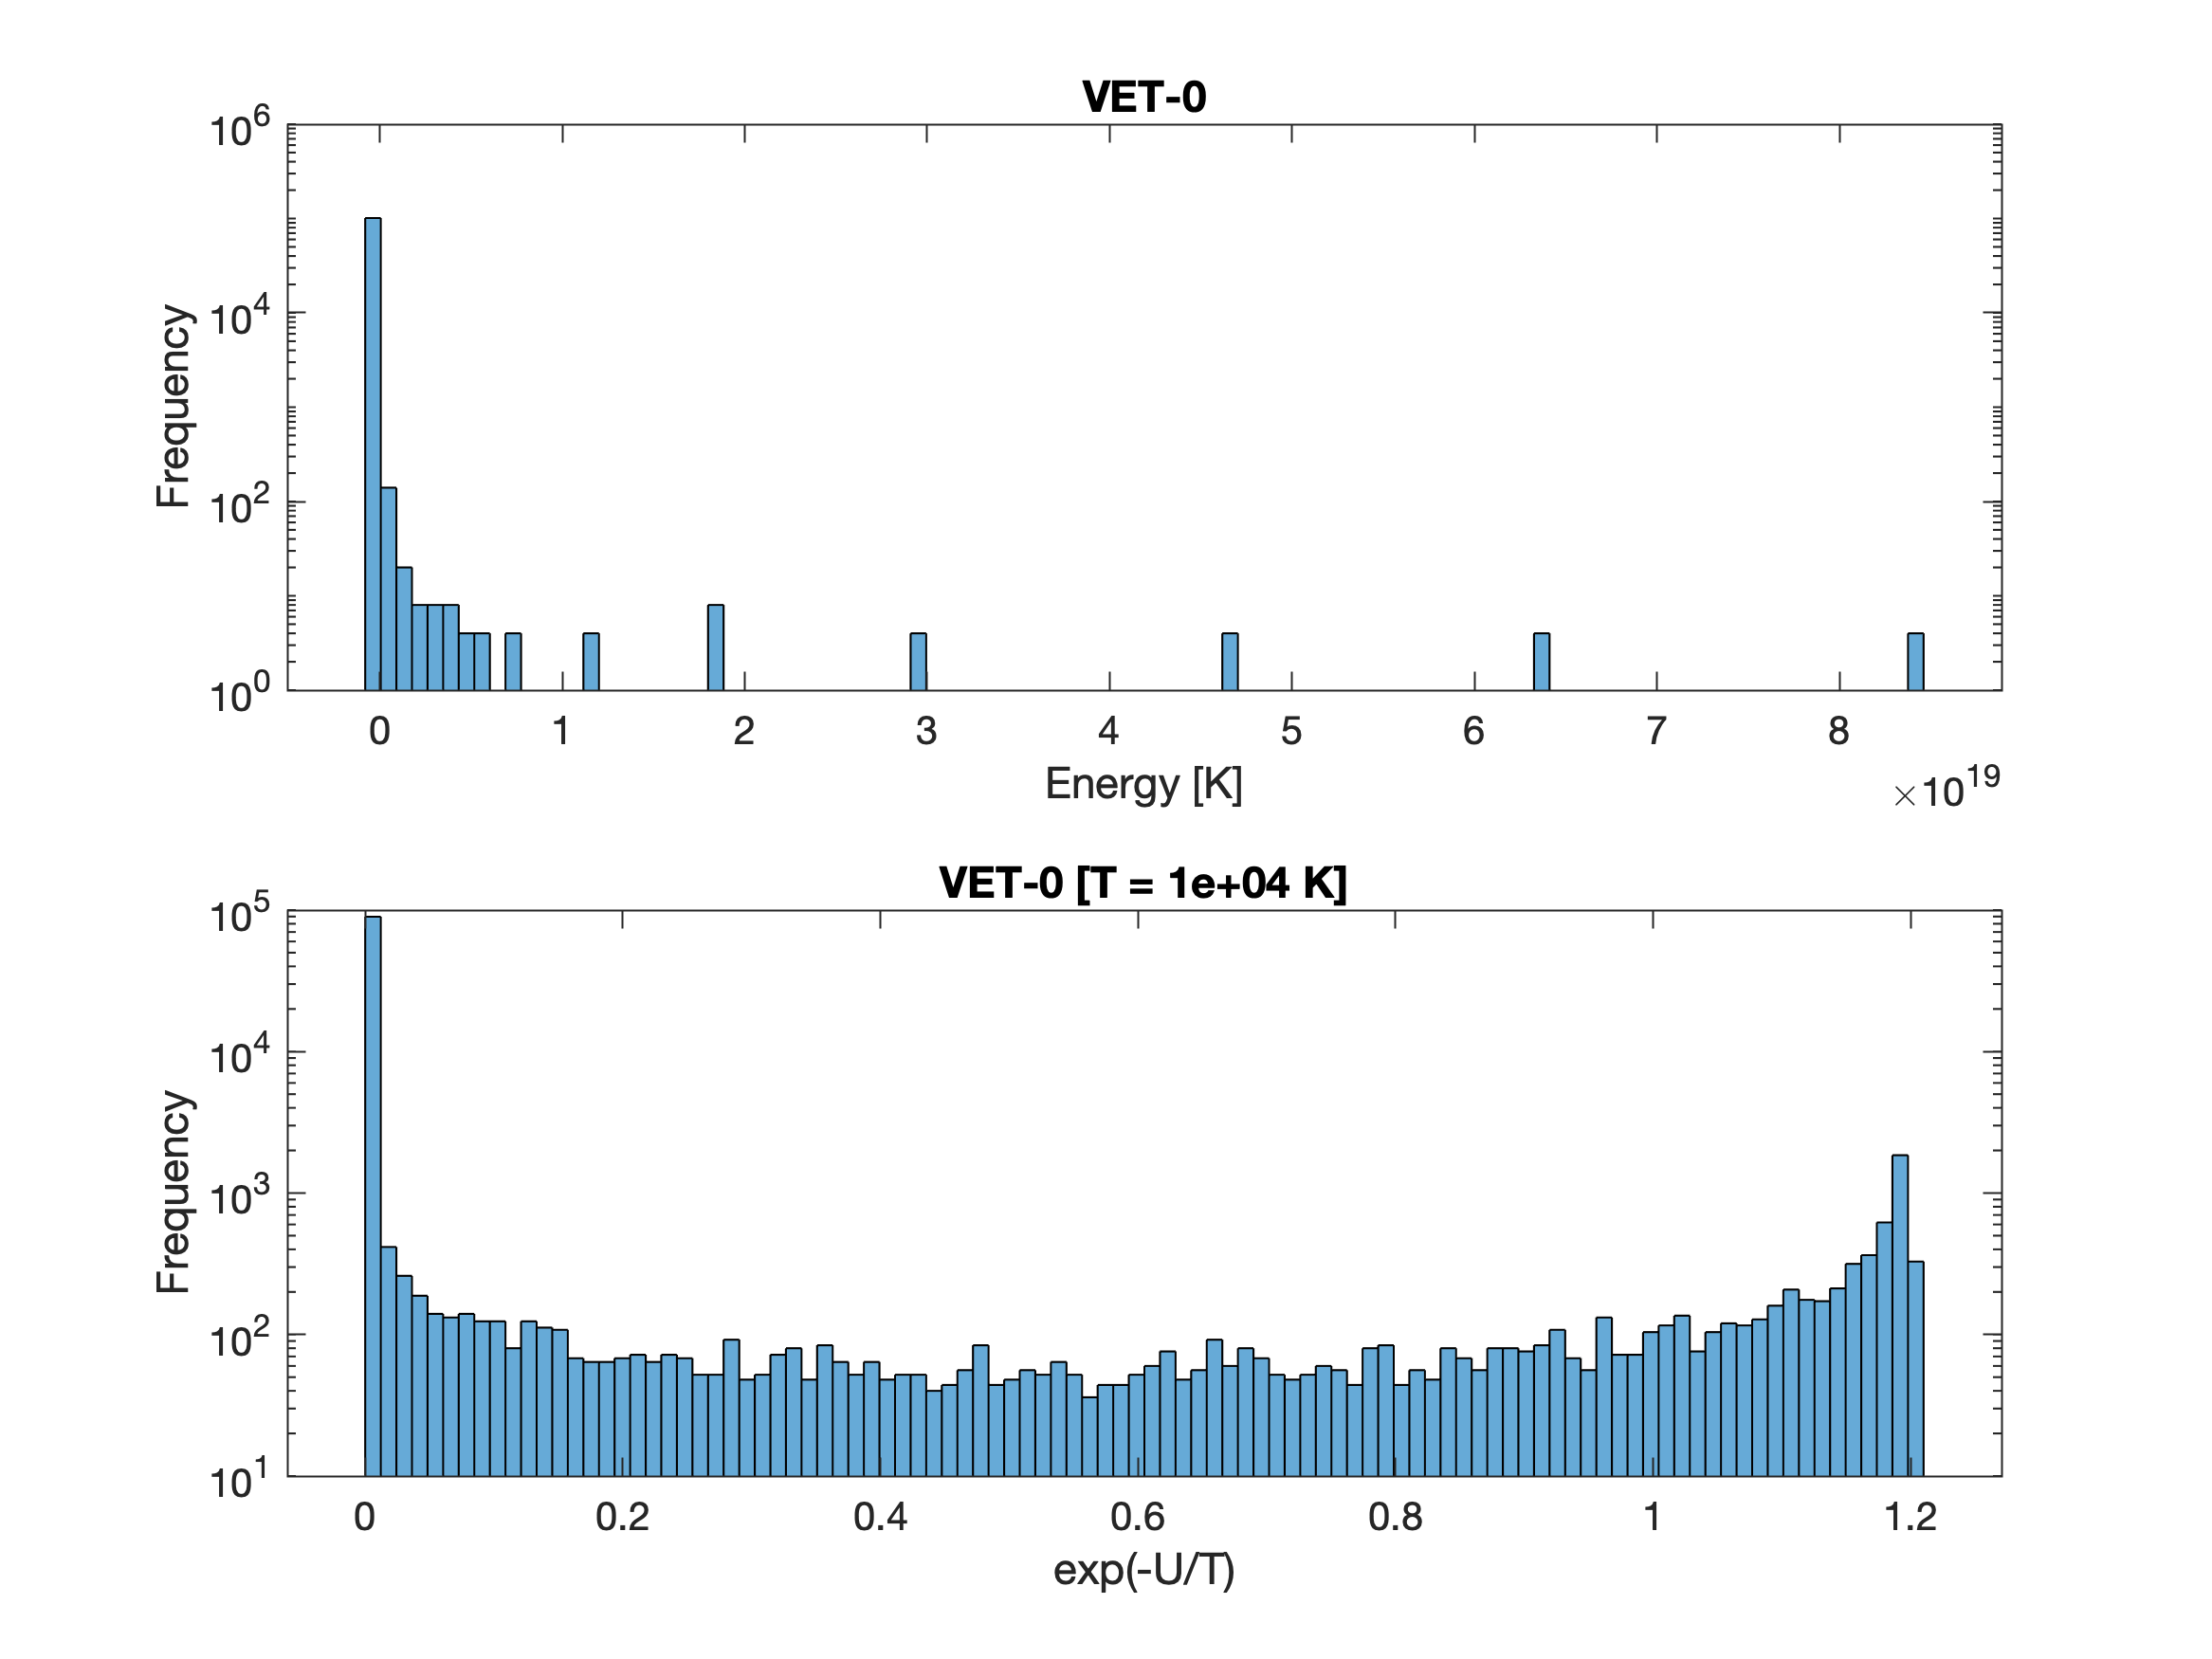 VET-0
10^6
10^4
10^2
10^0
Frequency
0 1 2 3 4 5 6 7 8
Energy [K]
×10^19
VET-0 [T = 1e+04 K]
10^5
10^4
10^3
10^2
10^1
Frequency
0 0.2 0.4 0.6 0.8 1 1.2
exp(-U/T)